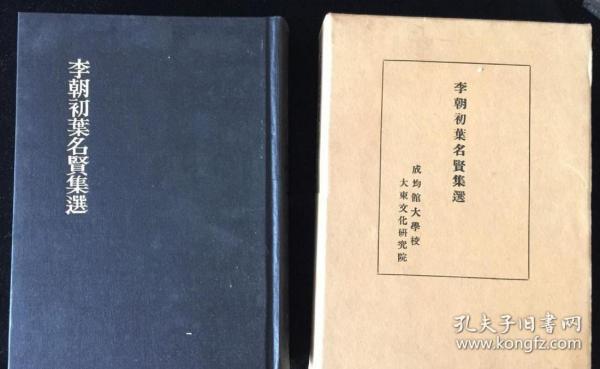 李朝初葉名賢集選
李朝初葉名賢集選
成均館大學校
大東文化研究院
孔夫子旧书网
www.kongfz.com